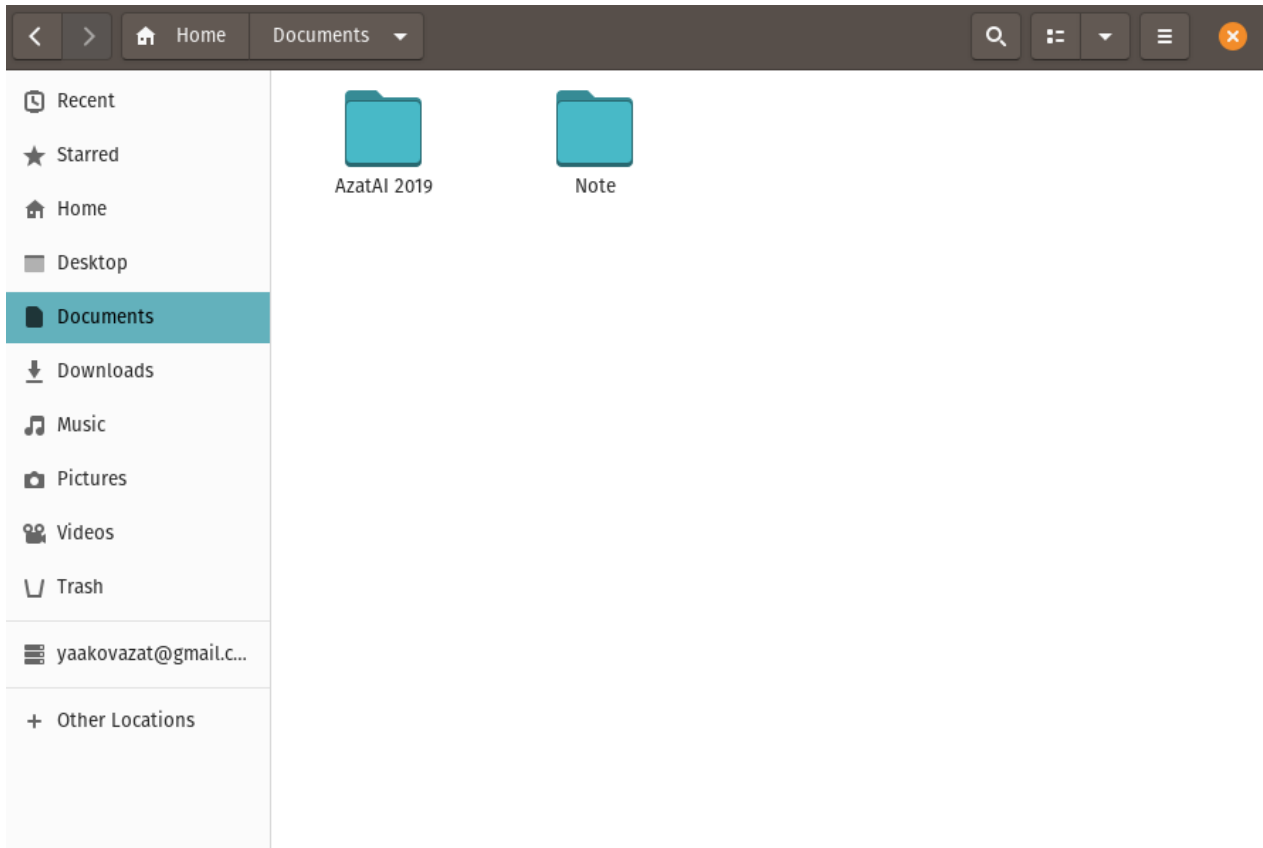 Home Documents
Recent
Starred
Home
Desktop
Documents
Downloads
Music
Pictures
Videos
Trash
yaakovazat@gmail.c...
Other Locations
AzatAI 2019
Note